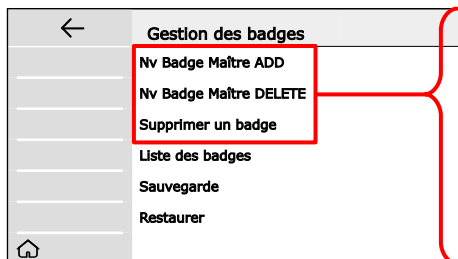 Gestion des badges
Nv Badge Maître ADD
Nv Badge Maître DELETE
Supprimer un badge
Liste des badges
Sauvegarde
Restaurer